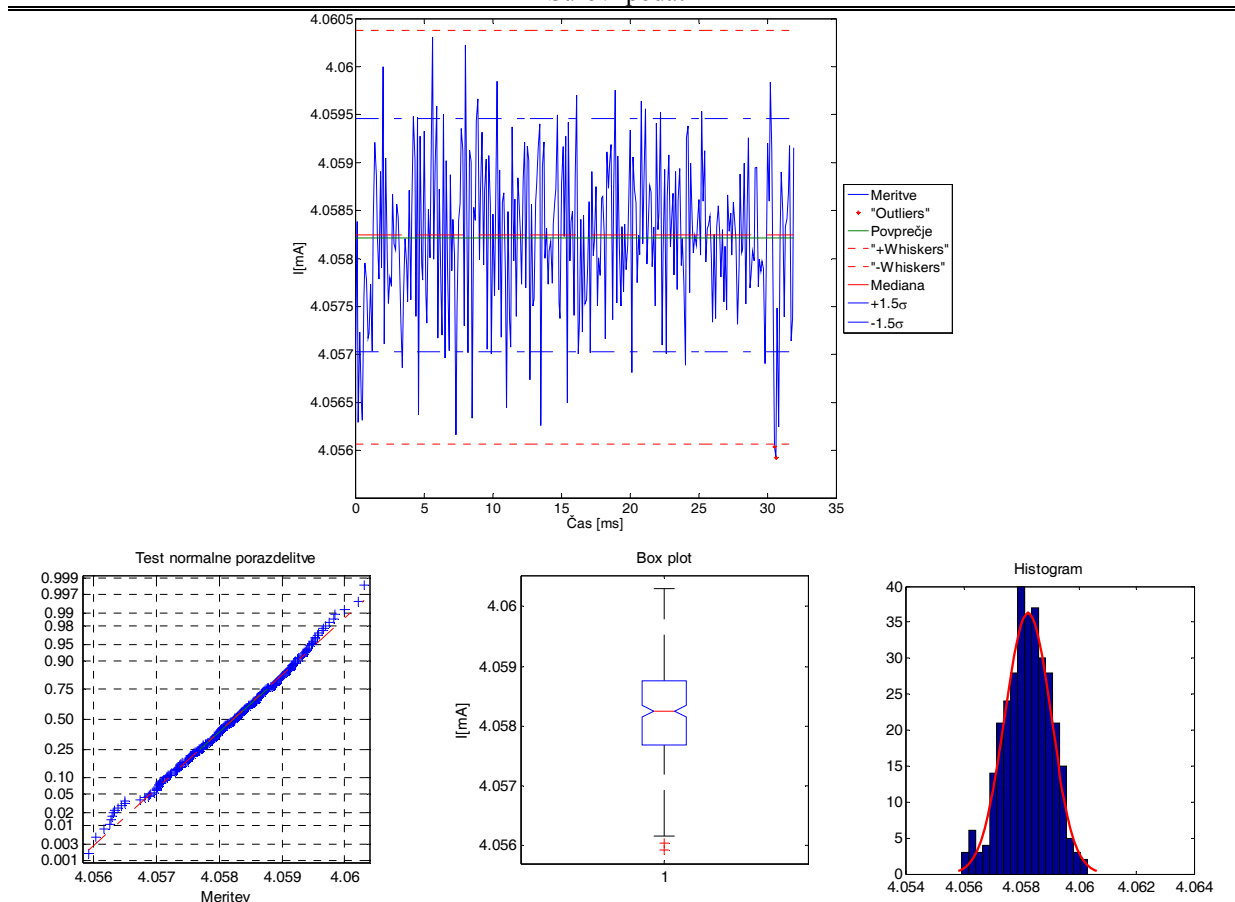 4.0605
4.06
4.0595
4.059
4.0585
4.058
4.0575
4.057
4.0565
4.056
I[mA]
0 5 10 15 20 25 30 35
Čas [ms]
Meritve
"Outliers"
Povprečje
"+Whiskers"
"-Whiskers"
Mediana
+1.5σ
-1.5σ
Test normalne porazdelitve
0.999
0.997
0.99
0.98
0.95
0.90
0.75
0.50
0.25
0.10
0.05
0.02
0.01
0.003
0.001
4.056 4.057 4.058 4.059 4.06
Meritev
Box plot
4.06
4.059
4.058
4.057
4.056
I[mA]
1
Histogram
40
35
30
25
20
15
10
5
0
4.054 4.056 4.058 4.06 4.062 4.064